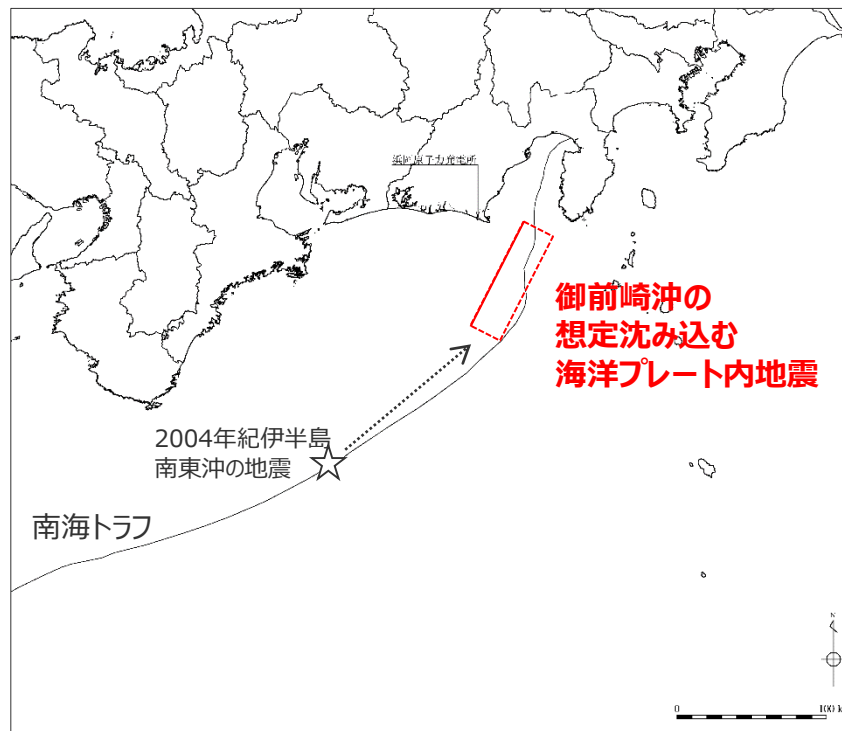 浜岡原子力発電所
御前崎沖の
想定沈み込む
海洋プレート内地震
2004年紀伊半島
南東沖の地震
南海トラフ
N
0 100 k